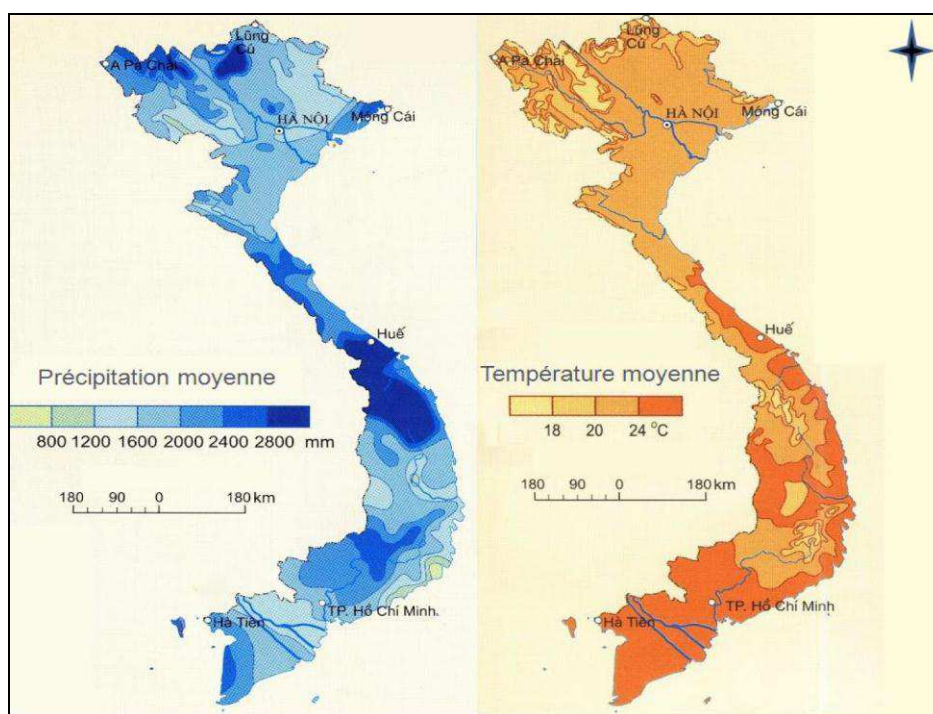 Lũng
Cú
A Pa Chải
HÀ NỘI
Móng Cái
Huế
Précipitation moyenne
800 1200 1600 2000 2400 2800 mm
180 90 0 180 km
TP. Hồ Chí Minh.
Hà Tiên
Lũng
Cú
A Pa Chải
HÀ NỘI
Móng Cái
Huế
Température moyenne
18 20 24 °C
180 90 0 180 km
TP. Hồ Chí Minh
Hà Tiên